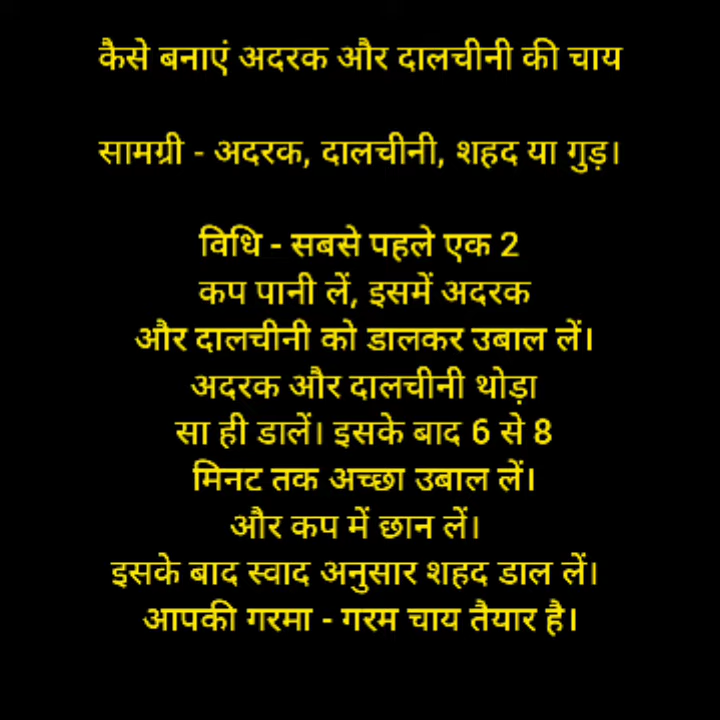 कैसे बनाएं अदरक और दालचीनी की चाय
सामग्री - अदरक, दालचीनी, शहद या गुड़।
विधि - सबसे पहले एक 2
कप पानी लें, इसमें अदरक
और दालचीनी को डालकर उबाल लें।
अदरक और दालचीनी थोड़ा
सा ही डालें। इसके बाद 6 से 8
मिनट तक अच्छा उबाल लें।
और कप में छान लें।
इसके बाद स्वाद अनुसार शहद डाल लें।
आपकी गरमा - गरम चाय तैयार है।